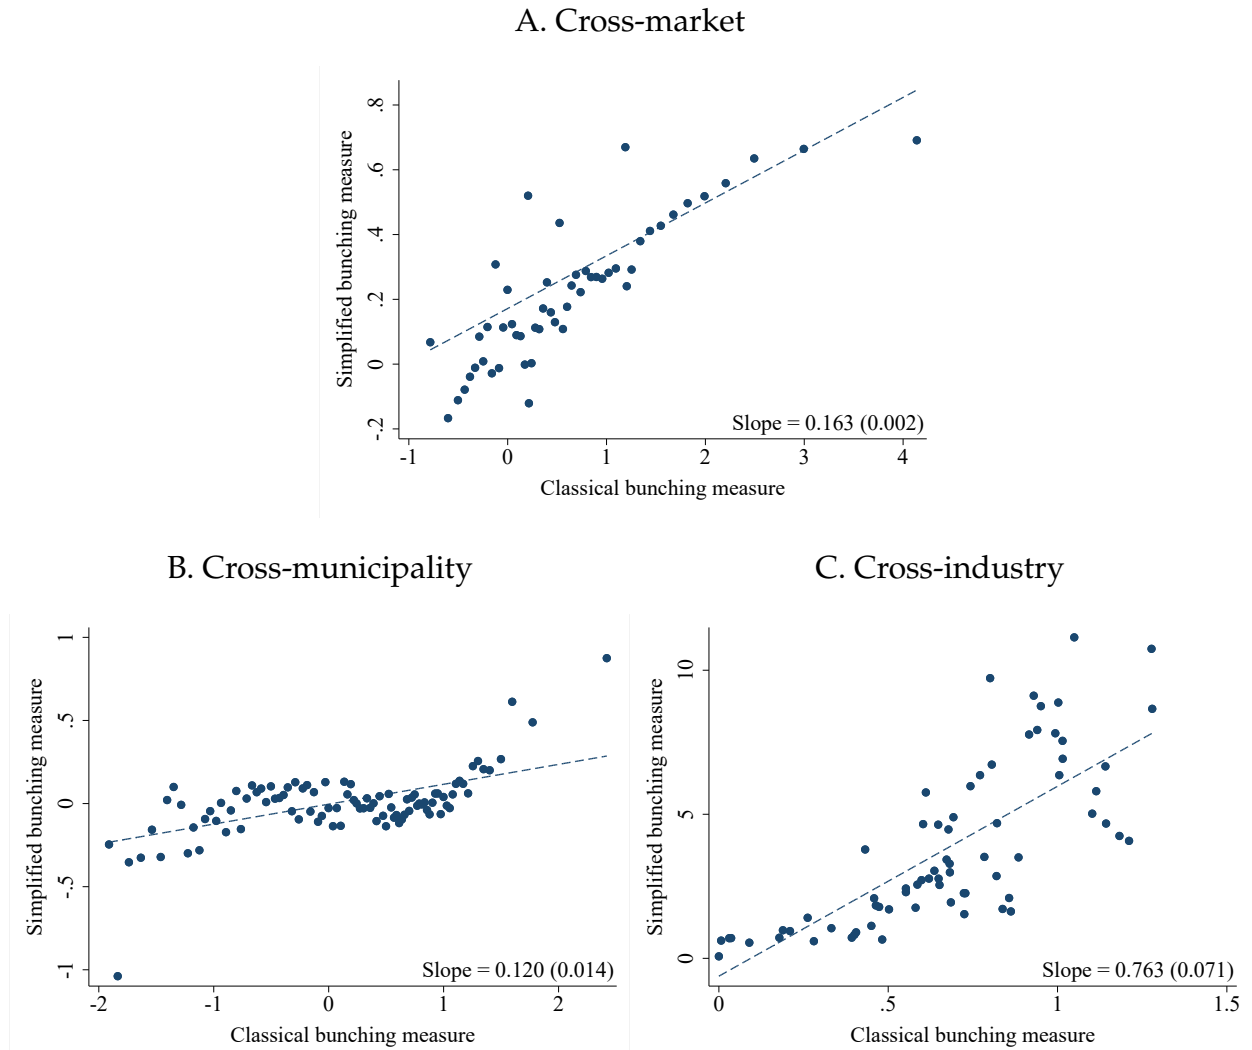 A. Cross-market
Simplified bunching measure
.8
.6
.4
.2
0
-.2
Slope = 0.163 (0.002)
-1 0 1 2 3 4
Classical bunching measure
B. Cross-municipality
Simplified bunching measure
1
.5
0
-.5
-1
Slope = 0.120 (0.014)
-2 -1 0 1 2
Classical bunching measure
C. Cross-industry
Simplified bunching measure
10
5
0
Slope = 0.763 (0.071)
0 .5 1 1.5
Classical bunching measure